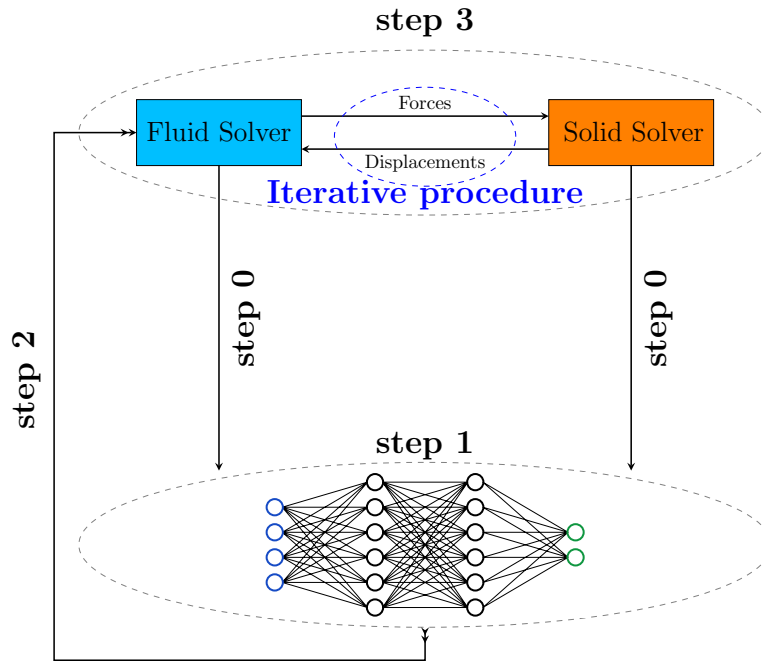 step 3
Forces
Fluid Solver
Solid Solver
Displacements
Iterative procedure
step 0
step 0
step 2
step 1